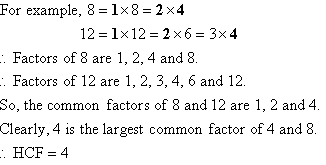 For example, 8 = 1×8 = 2×4
12 = 1×12 = 2×6 = 3×4
∴ Factors of 8 are 1, 2, 4 and 8.
∴ Factors of 12 are 1, 2, 3, 4, 6 and 12.
So, the common factors of 8 and 12 are 1, 2 and 4.
Clearly, 4 is the largest common factor of 4 and 8.
∴ HCF = 4